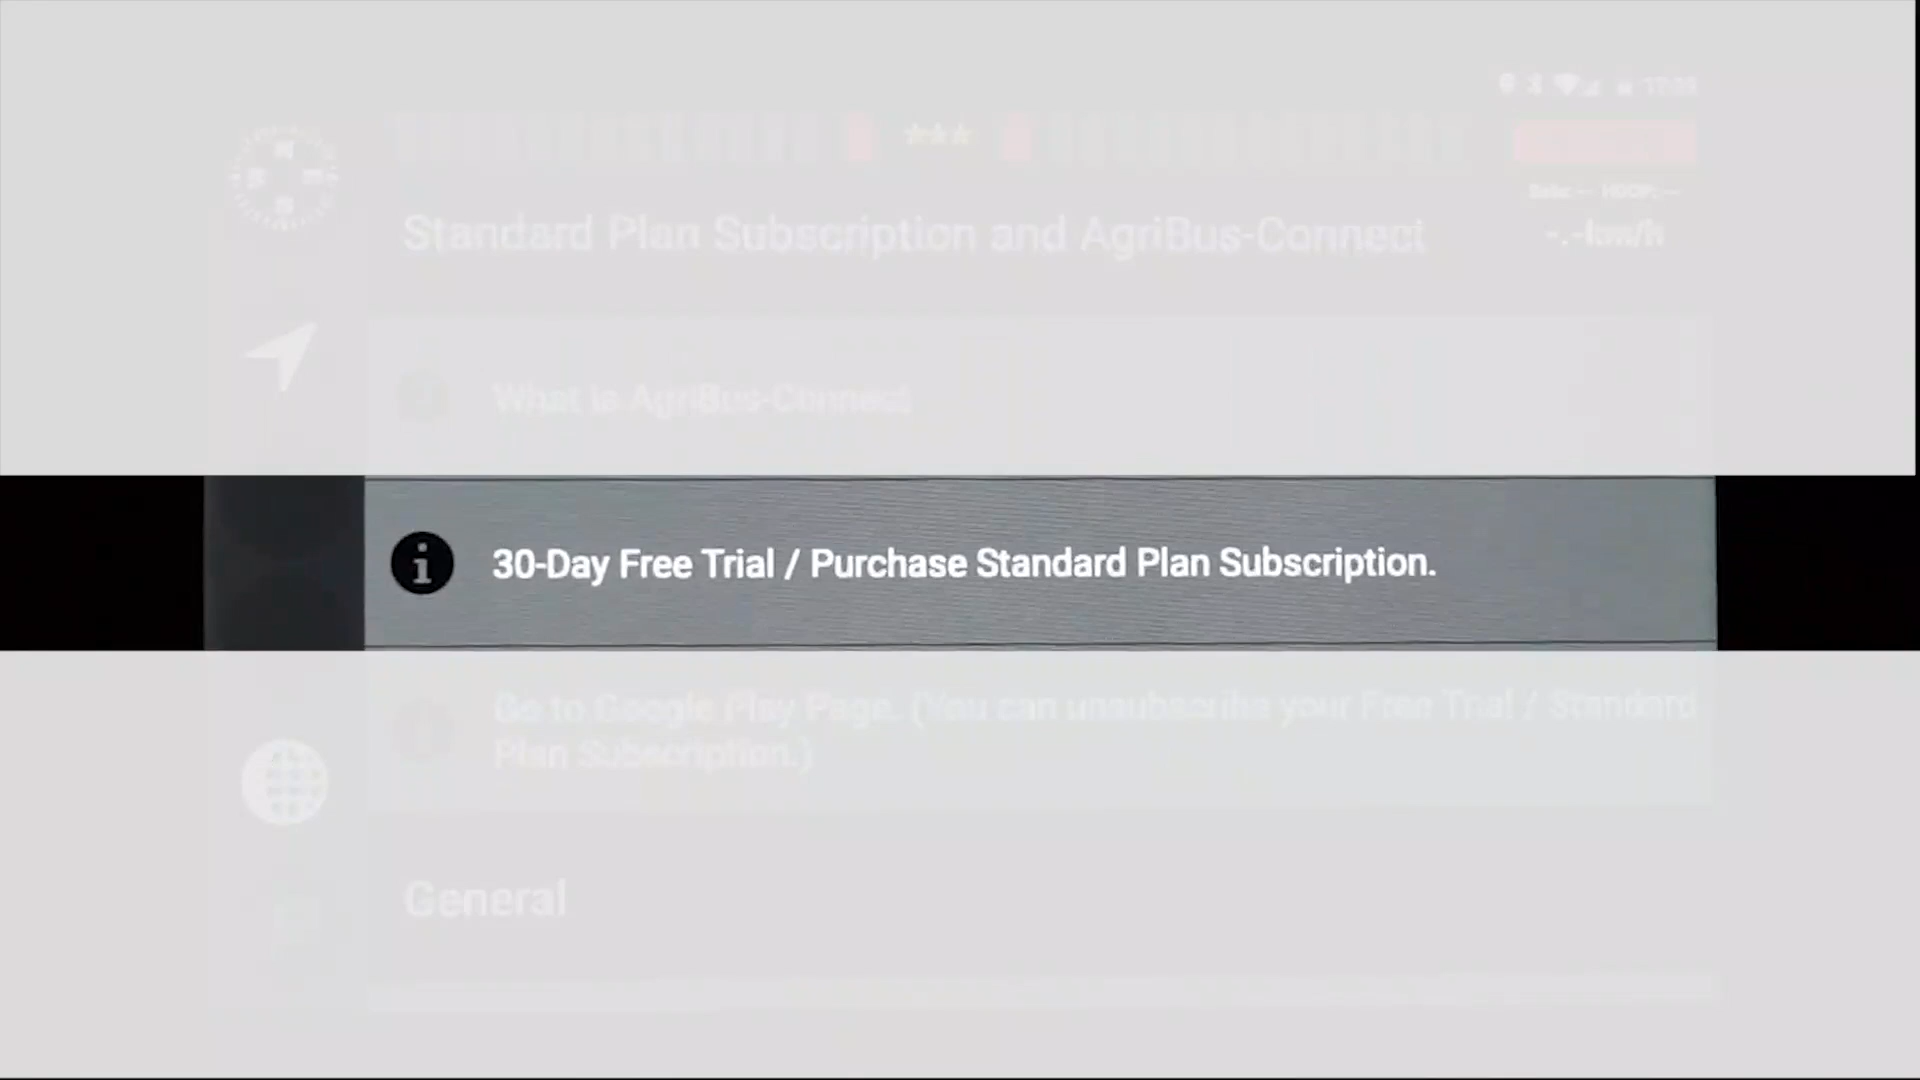 Standard Plan Subscription and AgriBus-Connect
-.-km/h
What is AgriBus-Connect
30-Day Free Trial / Purchase Standard Plan Subscription.
Go to Google Play Page. (You can unsubscribe your Free Trial / Standard
Plan Subscription.)
General